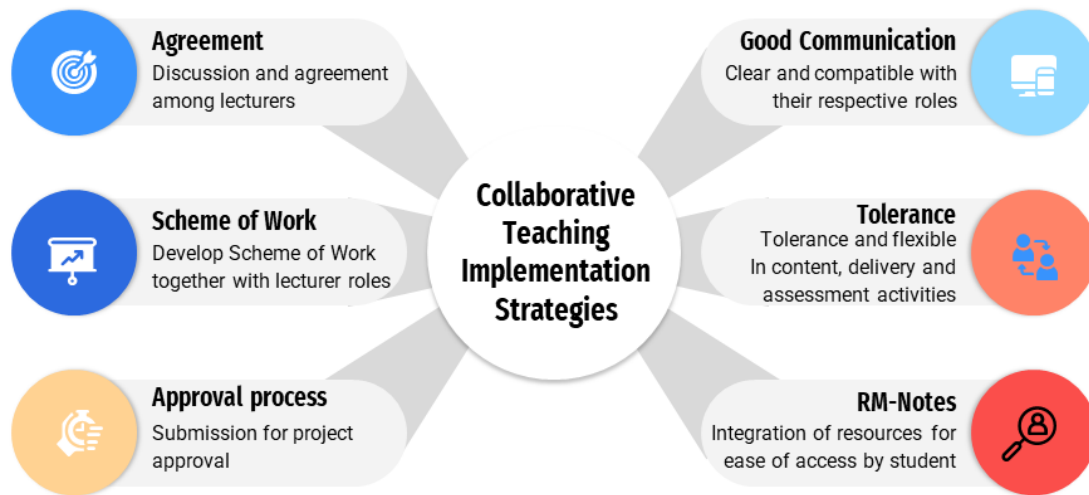 Agreement
Discussion and agreement
among lecturers
Scheme of Work
Develop Scheme of Work
together with lecturer roles
Approval process
Submission for project
approval
Collaborative
Teaching
Implementation
Strategies
Good Communication
Clear and compatible with
their respective roles
Tolerance
Tolerance and flexible
In content, delivery and
assessment activities
RM-Notes
Integration of resources for
ease of access by student